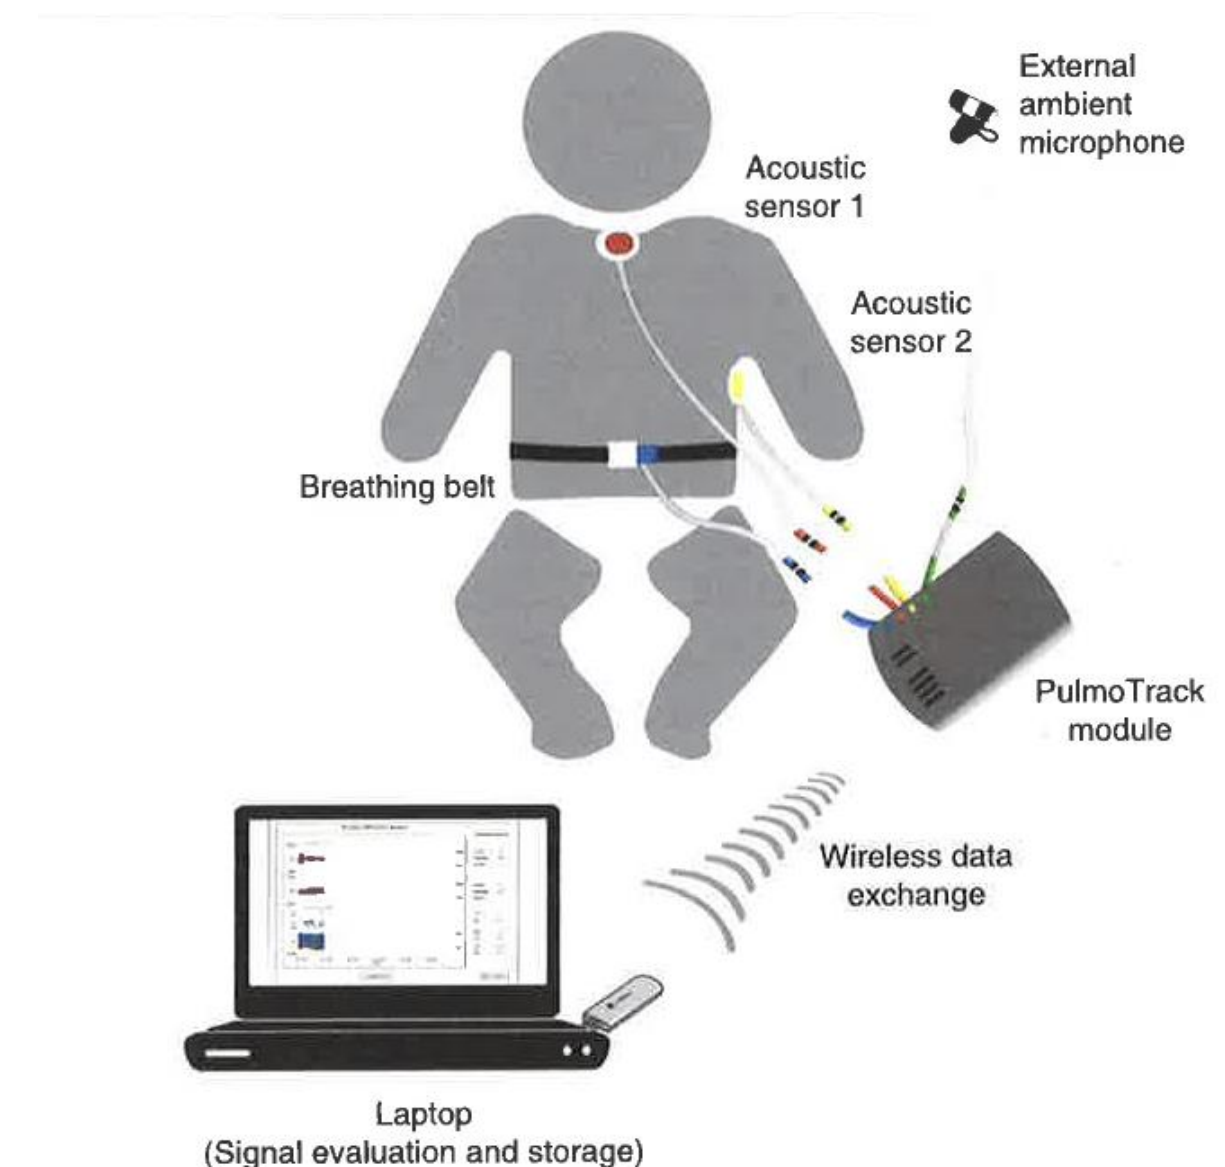 External
ambient
microphone
Acoustic
sensor 1
Acoustic
sensor 2
Breathing belt
PulmoTrack
module
Wireless data
exchange
Laptop
(Signal evaluation and storage)